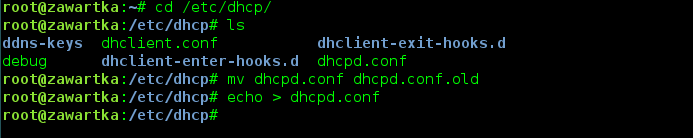 root@zawartka:~# cd /etc/dhcp/
root@zawartka:/etc/dhcp# ls
ddns-keys  dhclient.conf           dhclient-exit-hooks.d
debug      dhclient-enter-hooks.d  dhcpd.conf
root@zawartka:/etc/dhcp# mv dhcpd.conf dhcpd.conf.old
root@zawartka:/etc/dhcp# echo > dhcpd.conf
root@zawartka:/etc/dhcp#